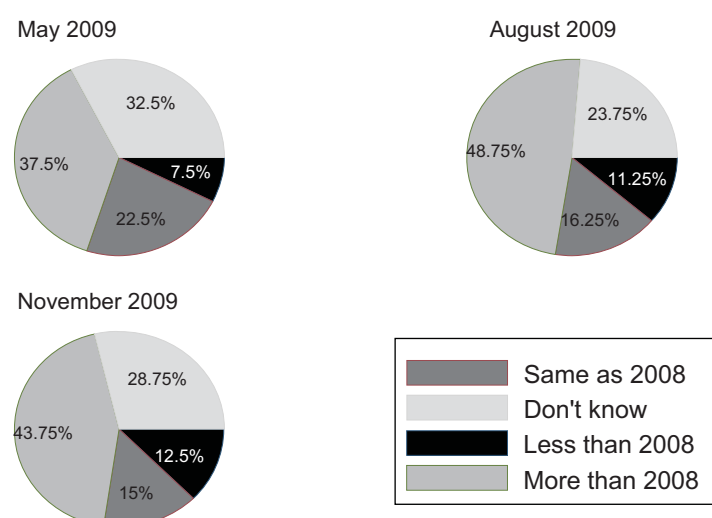 May 2009
32.5%
37.5%
7.5%
22.5%
August 2009
23.75%
48.75%
11.25%
16.25%
November 2009
28.75%
43.75%
12.5%
15%
Same as 2008
Don't know
Less than 2008
More than 2008